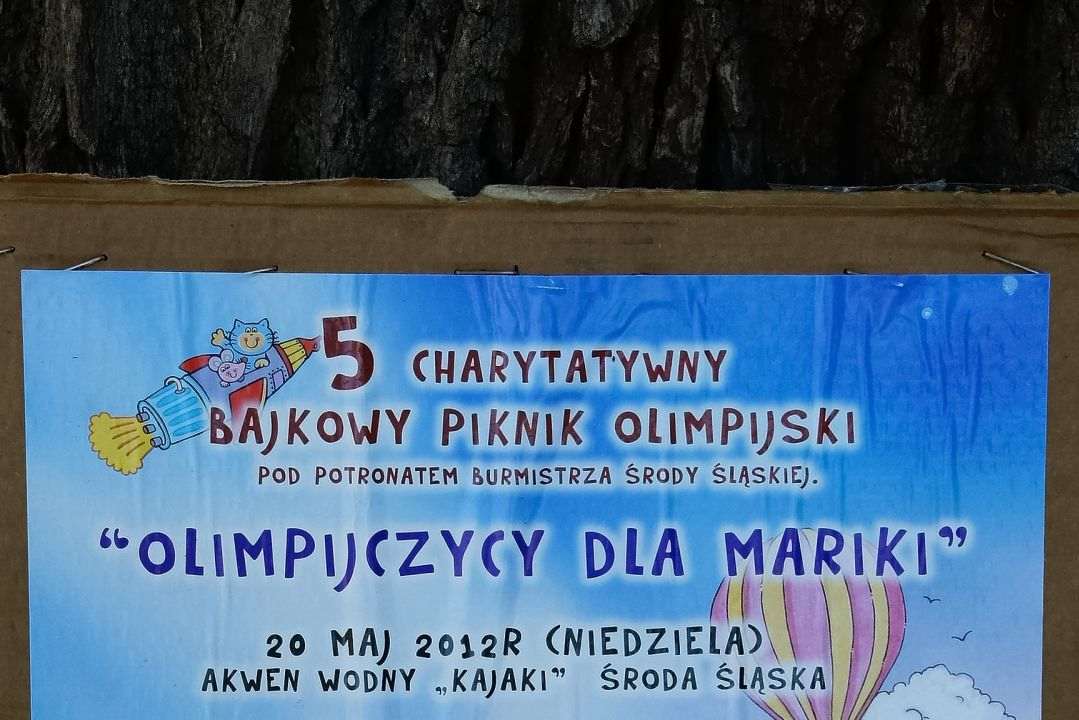 5 CHARYTATYWNY
BAJKOWY PIKNIK OLIMPIJSKI
POD POTRONATEM BURMISTRZA ŚRODY ŚLĄSKIEJ.
“OLIMPIJCZYCY DLA MARIKI”
20 MAJ 2012R (NIEDZIELA)
AKWEN WODNY „KAJAKI” ŚRODA ŚLĄSKA